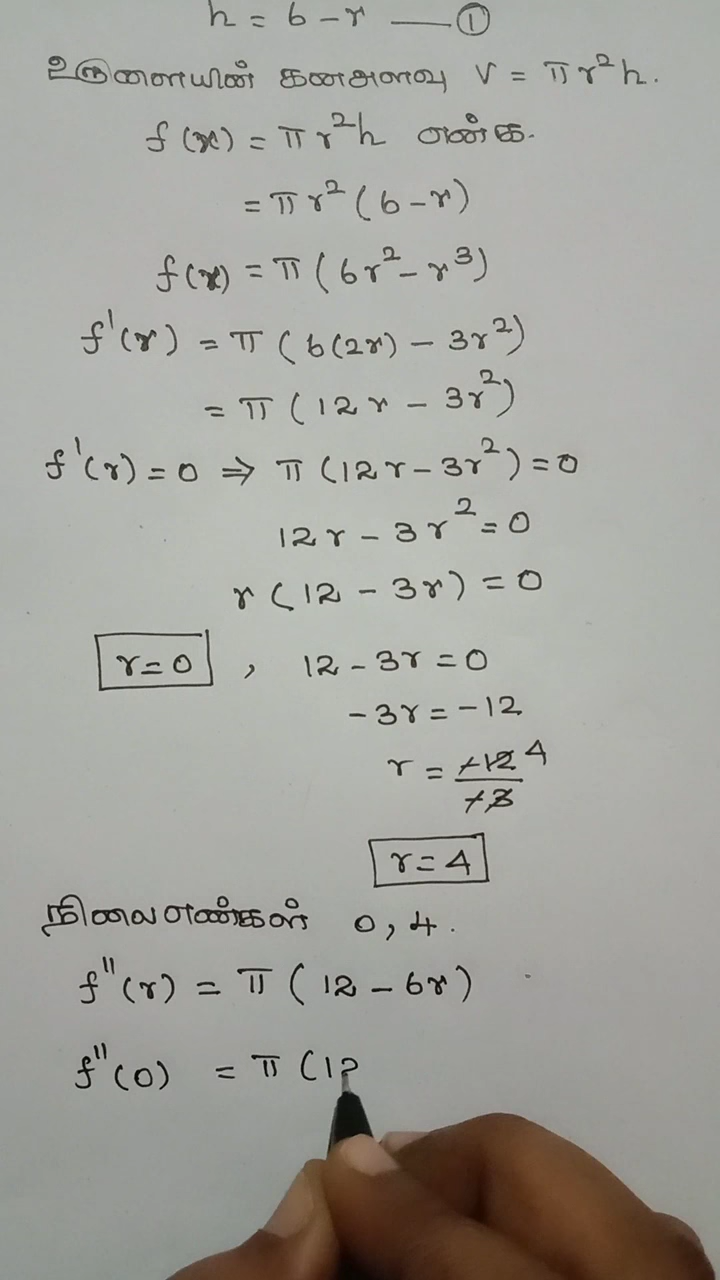 h = 6 - r — ①
உருளையின் கனஅளவு V = πr²h.
f(r) = πr²h என்க.
= πr² (6 - r)
f(r) = π (6r² - r³)
f'(r) = π (6(2r) - 3r²)
= π (12r - 3r²)
f'(r) = 0 ⇒ π (12r - 3r²) = 0
12r - 3r² = 0
r (12 - 3r) = 0
r = 0 , 12 - 3r = 0
-3r = -12
r = -12/-3 4
r = 4
நிலைஎண்கள் 0, 4.
f''(r) = π (12 - 6r)
f''(0) = π (12